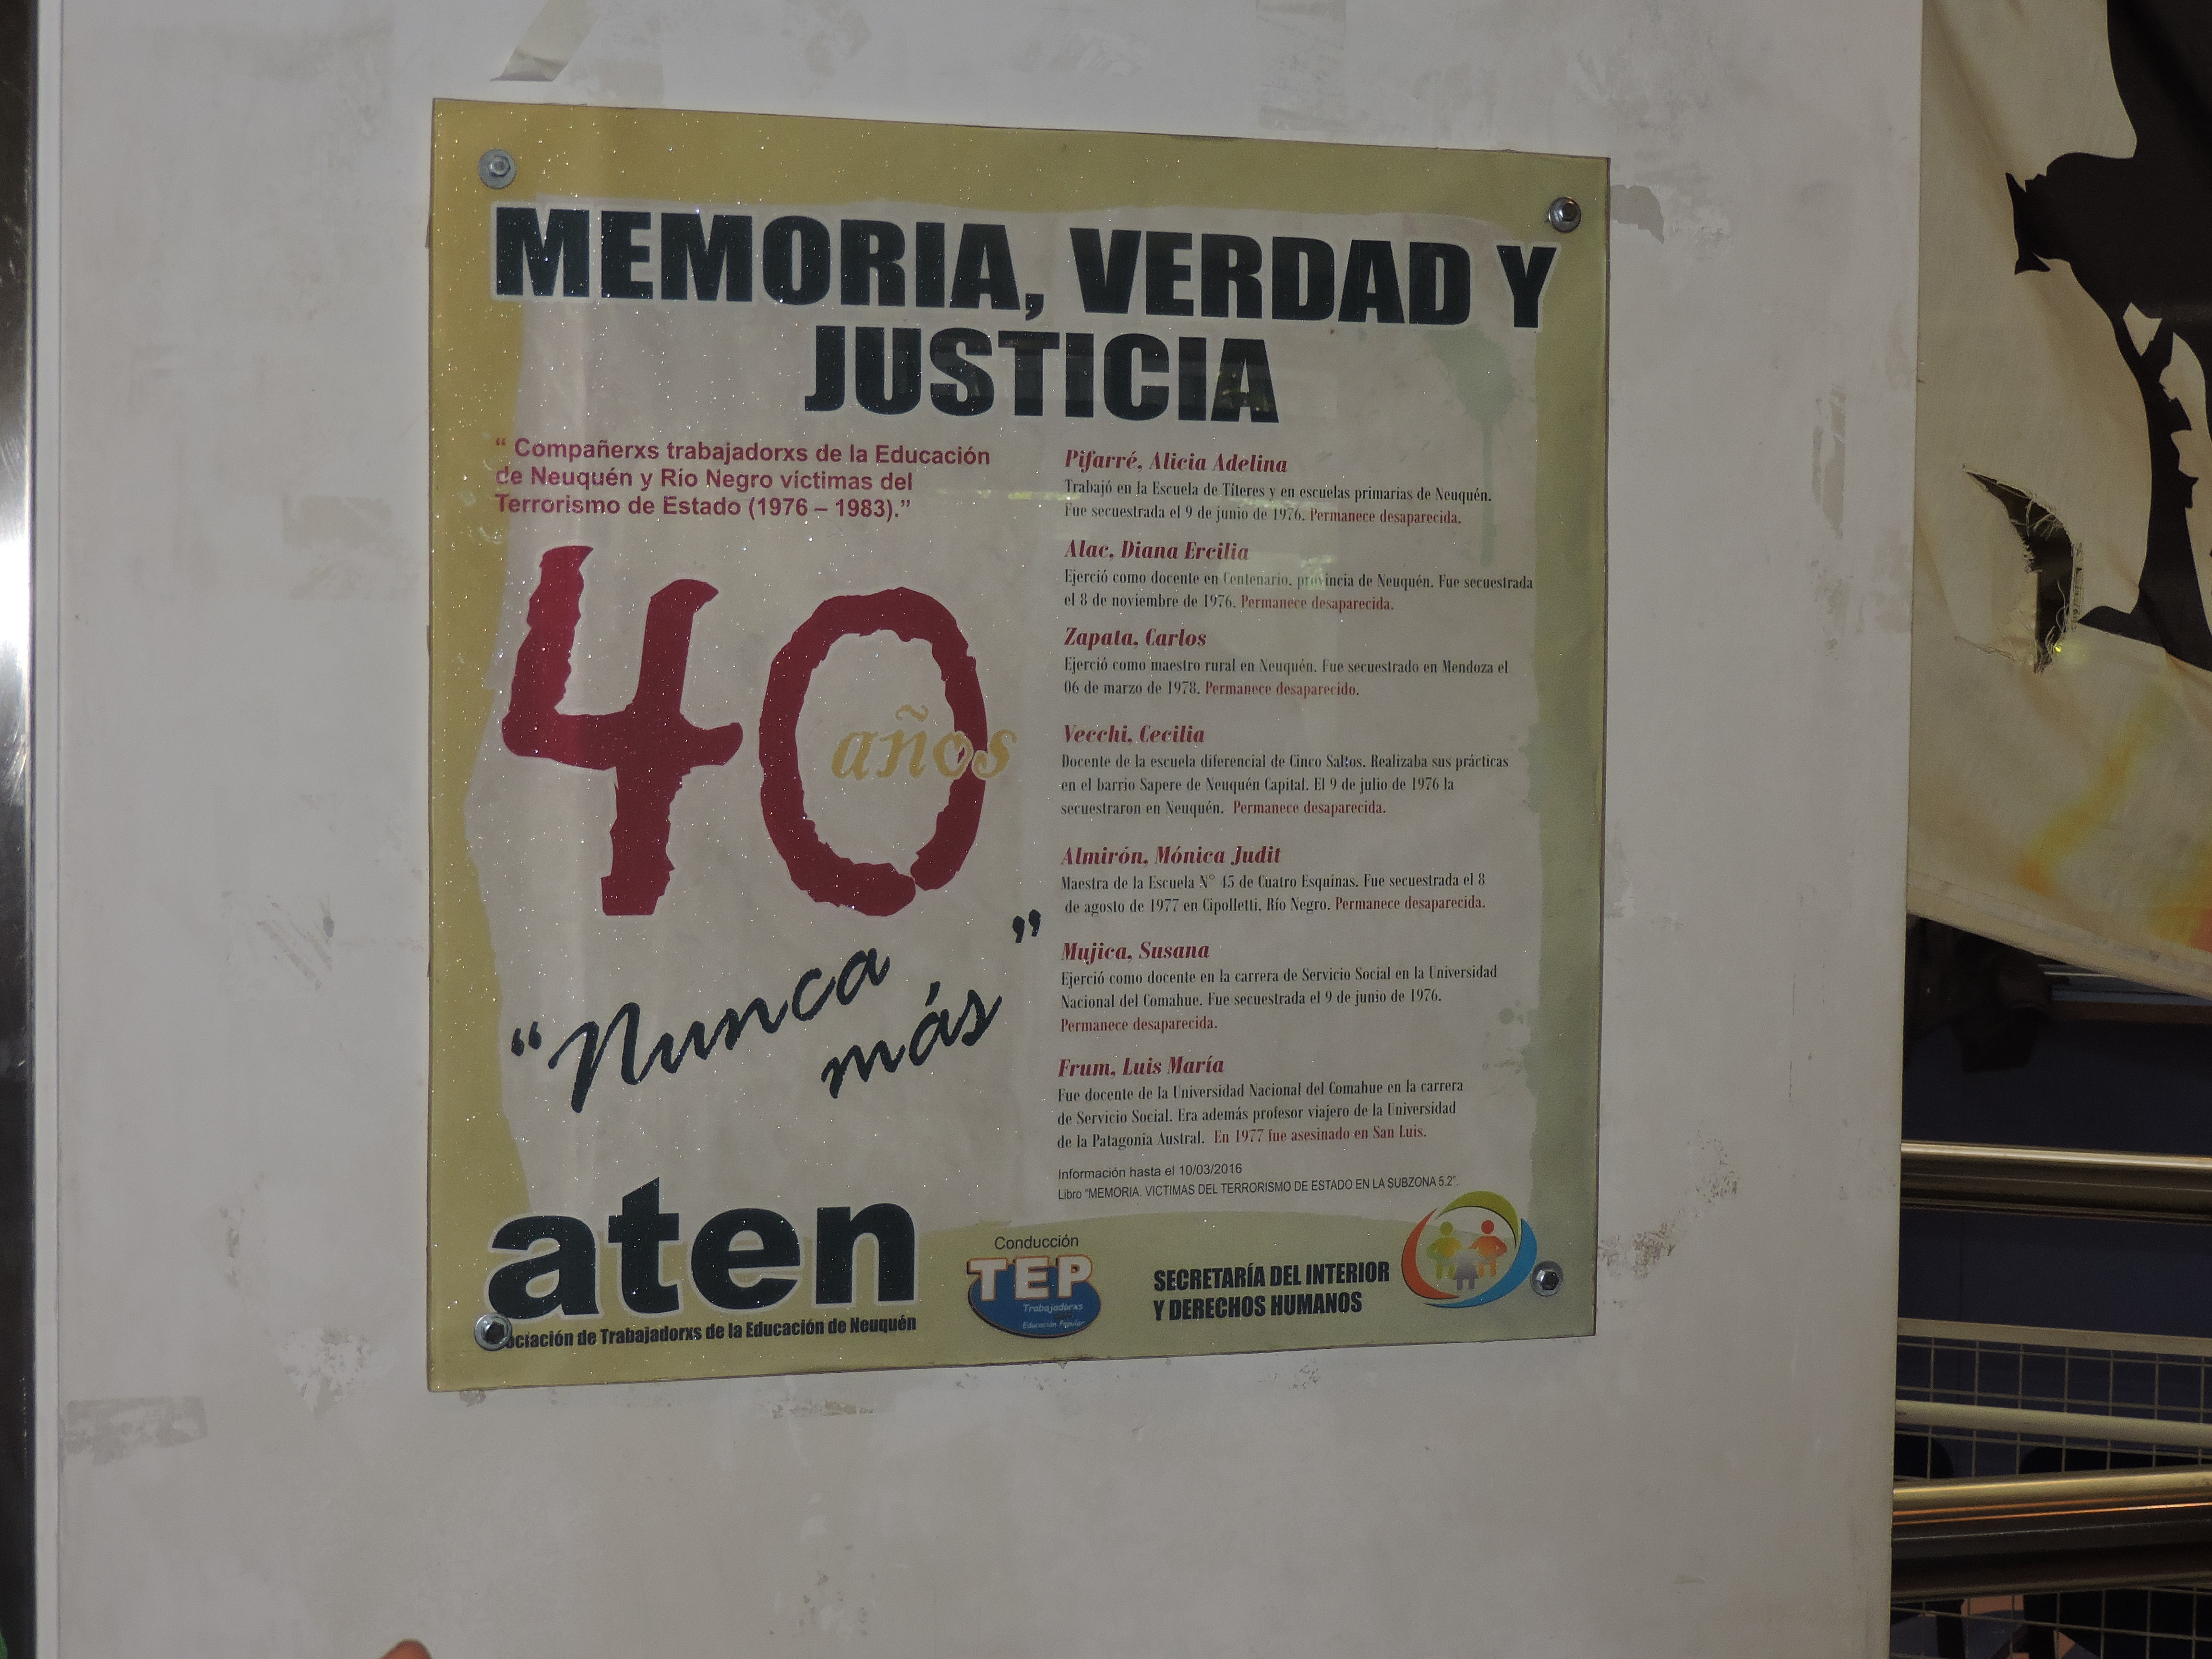 MEMORIA, VERDAD Y
JUSTICIA
“ Compañerxs trabajadorxs de la Educación
de Neuquén y Río Negro víctimas del
Terrorismo de Estado (1976 – 1983).”
40
años
“Nunca
más”
Pifarré, Alicia Adelina
Trabajó en la Escuela de Títeres y en escuelas primarias de Neuquén.
Fue secuestrada el 9 de junio de 1976. Permanece desaparecida.
Alac, Diana Ercilia
Ejerció como docente en Centenario, provincia de Neuquén. Fue secuestrada
el 8 de noviembre de 1976. Permanece desaparecida.
Zapata, Carlos
Ejerció como maestro rural en Neuquén. Fue secuestrado en Mendoza el
06 de marzo de 1978. Permanece desaparecido.
Vecchi, Cecilia
Docente de la escuela diferencial de Cinco Saltos. Realizaba sus prácticas
en el barrio Sapere de Neuquén Capital. El 9 de julio de 1976 la
secuestraron en Neuquén. Permanece desaparecida.
Almirón, Mónica Judit
Maestra de la Escuela N° 45 de Cuatro Esquinas. Fue secuestrada el 8
de agosto de 1977 en Cipolletti, Río Negro. Permanece desaparecida.
Mujica, Susana
Ejerció como docente en la carrera de Servicio Social en la Universidad
Nacional del Comahue. Fue secuestrada el 9 de junio de 1976.
Permanece desaparecida.
Frum, Luis María
Fue docente de la Universidad Nacional del Comahue en la carrera
de Servicio Social. Era además profesor viajero de la Universidad
de la Patagonia Austral. En 1977 fue asesinado en San Luis.
Información hasta el 10/03/2016
Libro “MEMORIA. VICTIMAS DEL TERRORISMO DE ESTADO EN LA SUBZONA 5.2”.
aten
ociación de Trabajadorxs de la Educación de Neuquén
Conducción
TEP
Trabajadorxs
Educación Popular
SECRETARÍA DEL INTERIOR
Y DERECHOS HUMANOS